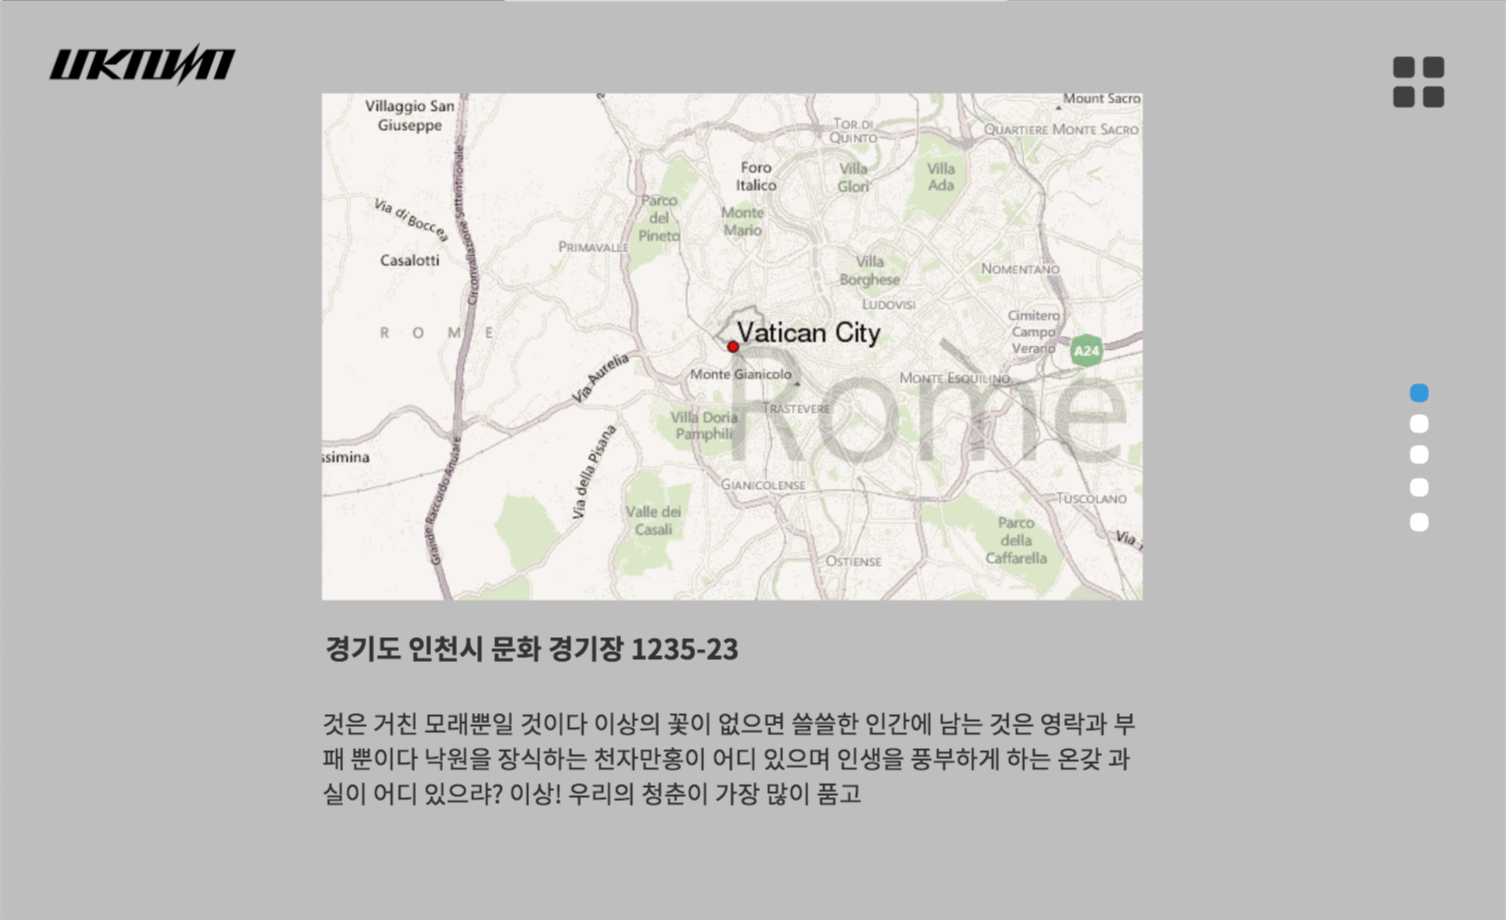 Villaggio San
Giuseppe
Mount Sacro
TOR DI
QUINTO
QUARTIERE MONTE SACRO
Foro
Italico
Villa
Glori
Villa
Ada
Circonvallazione Settentrionale
Via di Boccea
Parco
del
Pineto
Monte
Mario
PRIMAVALLE
Casalotti
Villa
Borghese
NOMENTANO
LUDOVISI
Cimitero
Campo
Verano
ROME
Vatican City
A24
Via Aurelia
Monte Gianicolo
MONTE ESQUILINO
Rome
TRASTEVERE
Villa Doria
Pamphili
ssimina
Via della Pisana
Grande Raccordo Anulare
GIANICOLENSE
TUSCOLANO
Valle dei
Casali
Parco
della
Caffarella
Via
OSTIENSE
경기도 인천시 문화 경기장 1235-23
것은 거친 모래뿐일 것이다 이상의 꽃이 없으면 쓸쓸한 인간에 남는 것은 영락과 부
패 뿐이다 낙원을 장식하는 천자만홍이 어디 있으며 인생을 풍부하게 하는 온갖 과
실이 어디 있으랴? 이상! 우리의 청춘이 가장 많이 품고